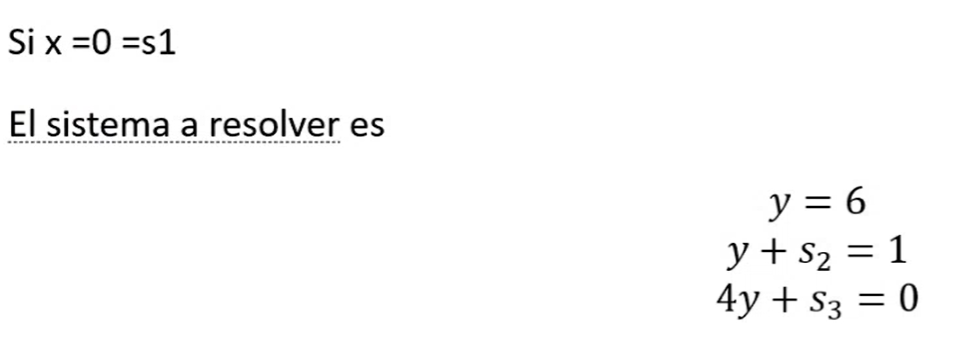 Si x =0 =s1
El sistema a resolver es
y = 6
y + s₂ = 1
4y + s₃ = 0